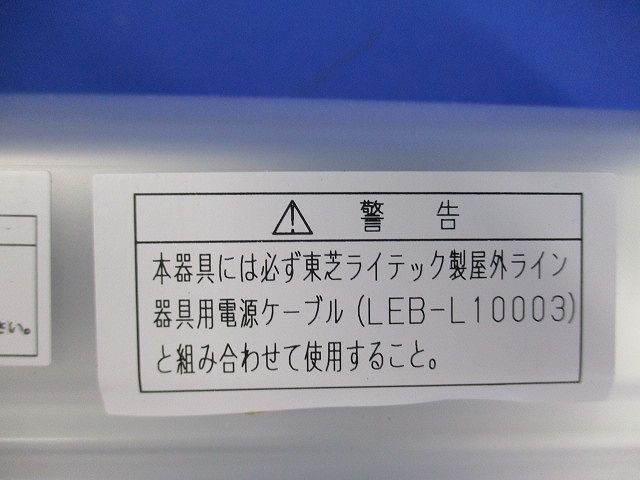 ⚠ 警 告
本器具には必ず東芝ライテック製屋外ライン
器具用電源ケーブル(LEB-L10003)
と組み合わせて使用すること。
さい。